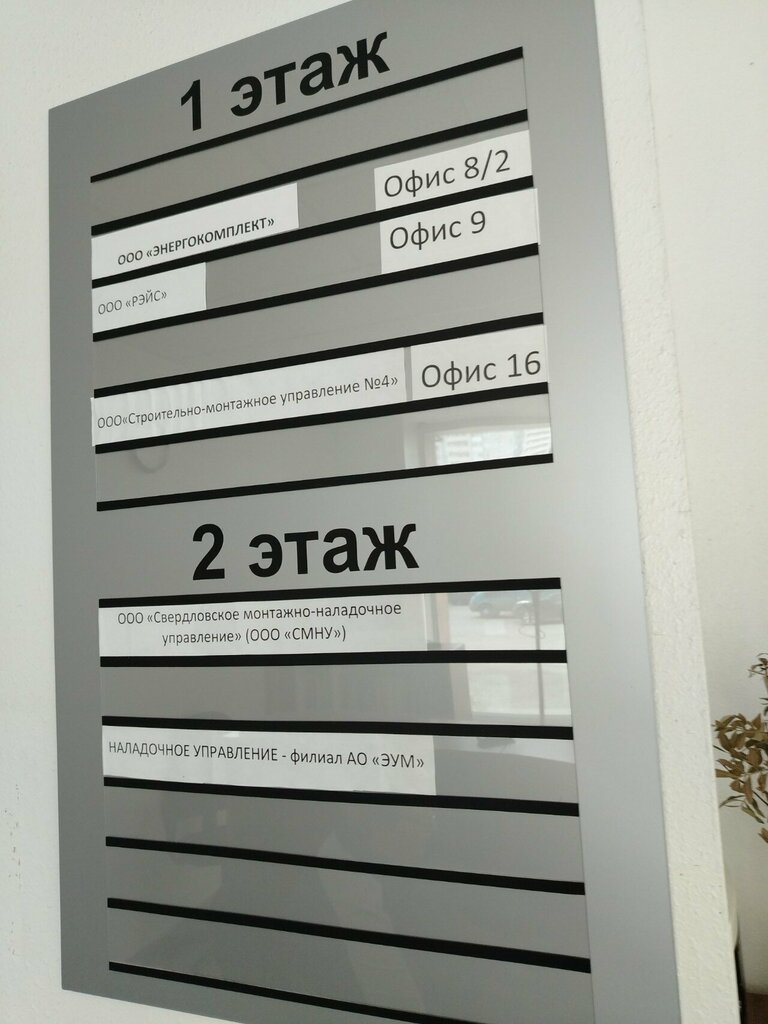 1 этаж
ООО «ЭНЕРГОКОМПЛЕКТ» Офис 8/2
ООО «РЭЙС» Офис 9
ООО«Строительно-монтажное управление №4» Офис 16
2 этаж
ООО «Свердловское монтажно-наладочное
управление» (ООО «СМНУ»)
НАЛАДОЧНОЕ УПРАВЛЕНИЕ - филиал АО «ЭУМ»